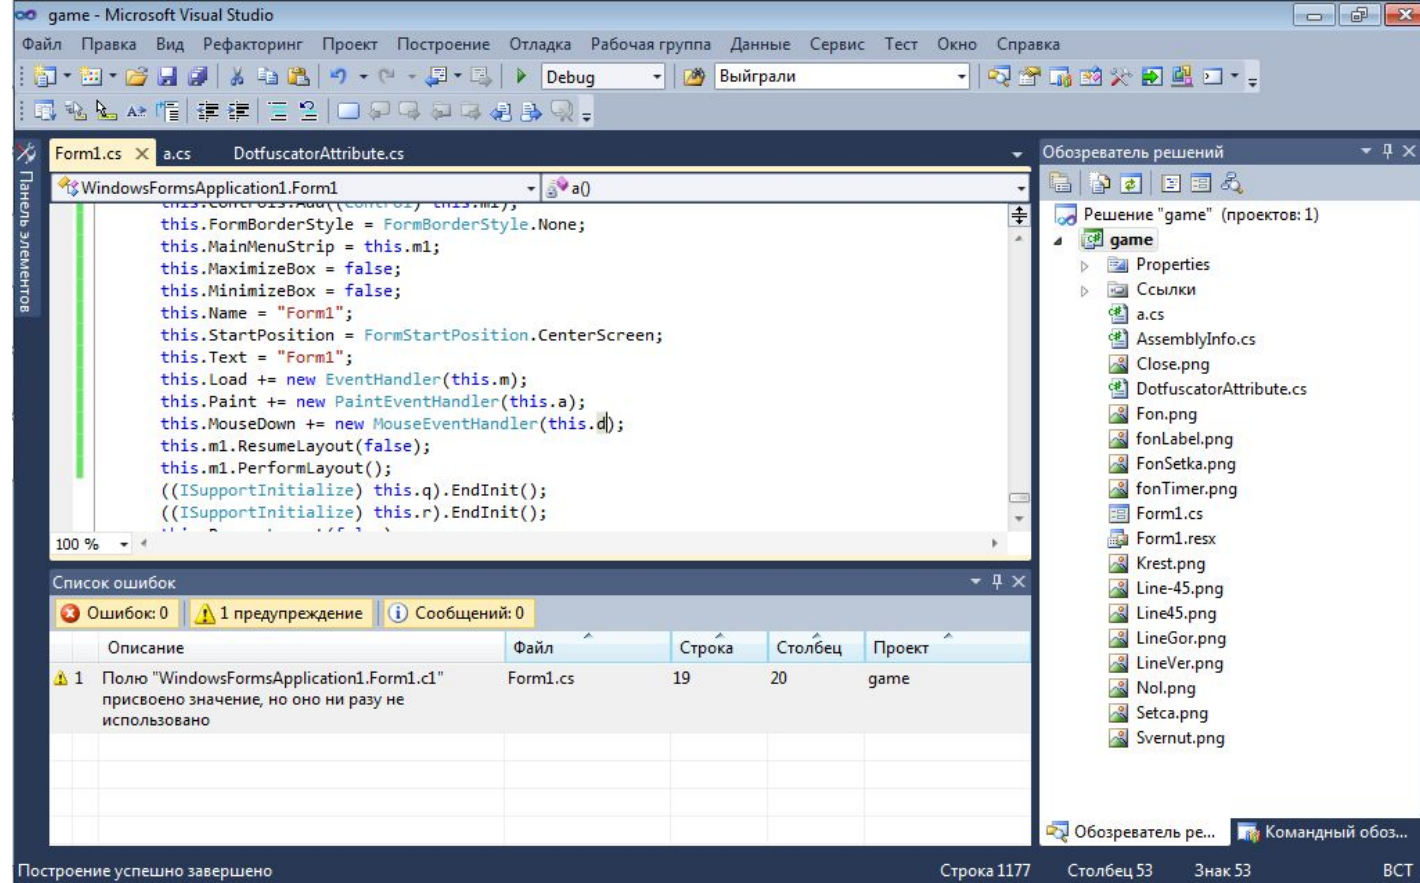 game - Microsoft Visual Studio
Файл Правка Вид Рефакторинг Проект Построение Отладка Рабочая группа Данные Сервис Тест Окно Справка
Debug Выйграли
Form1.cs a.cs DotfuscatorAttribute.cs
WindowsFormsApplication1.Form1 a()
Панель элементов
this.Controls.Add((Control) this.m1);
this.FormBorderStyle = FormBorderStyle.None;
this.MainMenuStrip = this.m1;
this.MaximizeBox = false;
this.MinimizeBox = false;
this.Name = "Form1";
this.StartPosition = FormStartPosition.CenterScreen;
this.Text = "Form1";
this.Load += new EventHandler(this.m);
this.Paint += new PaintEventHandler(this.a);
this.MouseDown += new MouseEventHandler(this.d);
this.m1.ResumeLayout(false);
this.m1.PerformLayout();
((ISupportInitialize) this.q).EndInit();
((ISupportInitialize) this.r).EndInit();
100 %
Список ошибок
Ошибок: 0 1 предупреждение Сообщений: 0
Описание Файл Строка Столбец Проект
1 Полю "WindowsFormsApplication1.Form1.c1" Form1.cs 19 20 game
присвоено значение, но оно ни разу не
использовано
Обозреватель решений
Решение "game" (проектов: 1)
game
Properties
Ссылки
a.cs
AssemblyInfo.cs
Close.png
DotfuscatorAttribute.cs
Fon.png
fonLabel.png
FonSetka.png
fonTimer.png
Form1.cs
Form1.resx
Krest.png
Line-45.png
Line45.png
LineGor.png
LineVer.png
Nol.png
Setca.png
Svernut.png
Обозреватель ре... Командный обоз...
Построение успешно завершено Строка 1177 Столбец 53 Знак 53 ВСТ